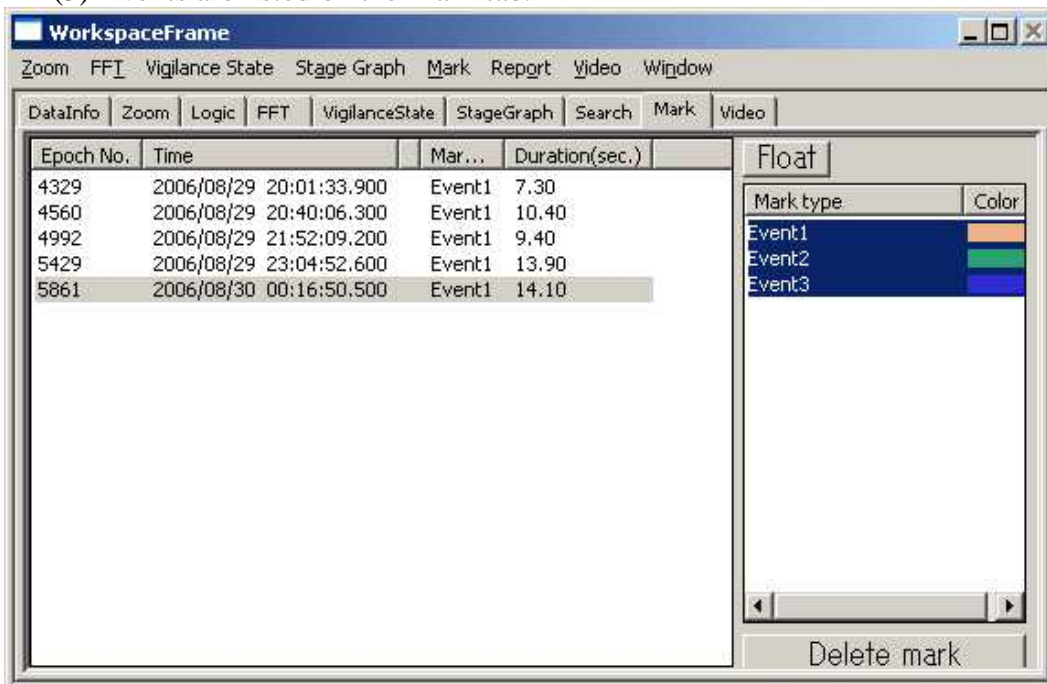 WorkspaceFrame
Zoom FFT Vigilance State Stage Graph Mark Report Video Window
DataInfo Zoom Logic FFT VigilanceState StageGraph Search Mark Video
Epoch No. Time Mar... Duration(sec.)
4329 2006/08/29 20:01:33.900 Event1 7.30
4560 2006/08/29 20:40:06.300 Event1 10.40
4992 2006/08/29 21:52:09.200 Event1 9.40
5429 2006/08/29 23:04:52.600 Event1 13.90
5861 2006/08/30 00:16:50.500 Event1 14.10
Float
Mark type Color
Event1
Event2
Event3
Delete mark